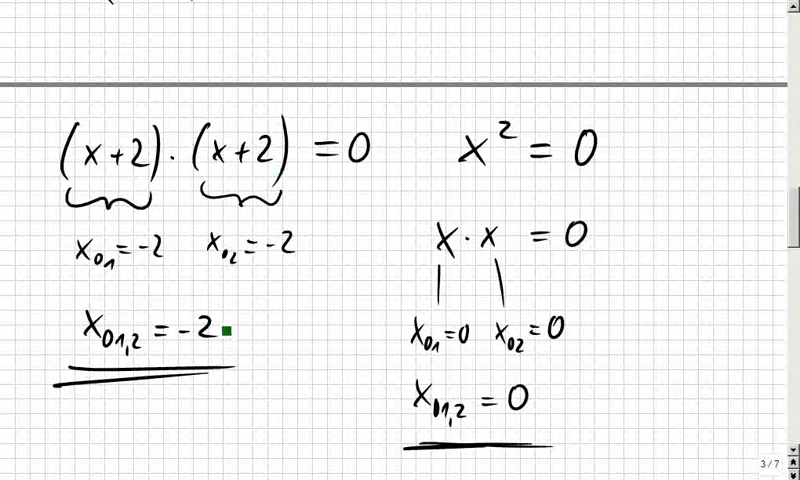 (x+2)·(x+2) = 0
x₀₁ = -2 x₀₂ = -2
x₀₁,₂ = -2
x² = 0
x·x = 0
x₀₁=0 x₀₂=0
x₀₁,₂ = 0
3/7